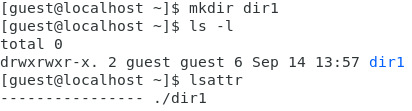 [guest@localhost ~]$ mkdir dir1
[guest@localhost ~]$ ls -l
total 0
drwxrwxr-x. 2 guest guest 6 Sep 14 13:57 dir1
[guest@localhost ~]$ lsattr
---------------- ./dir1